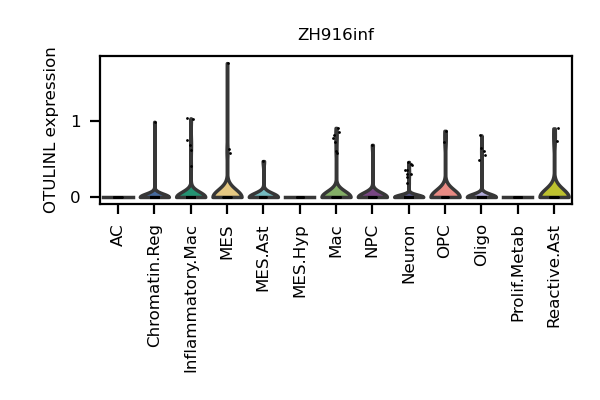 ZH916inf
OTULINL expression
1
0
AC
Chromatin.Reg
Inflammatory.Mac
MES
MES.Ast
MES.Hyp
Mac
NPC
Neuron
OPC
Oligo
Prolif.Metab
Reactive.Ast